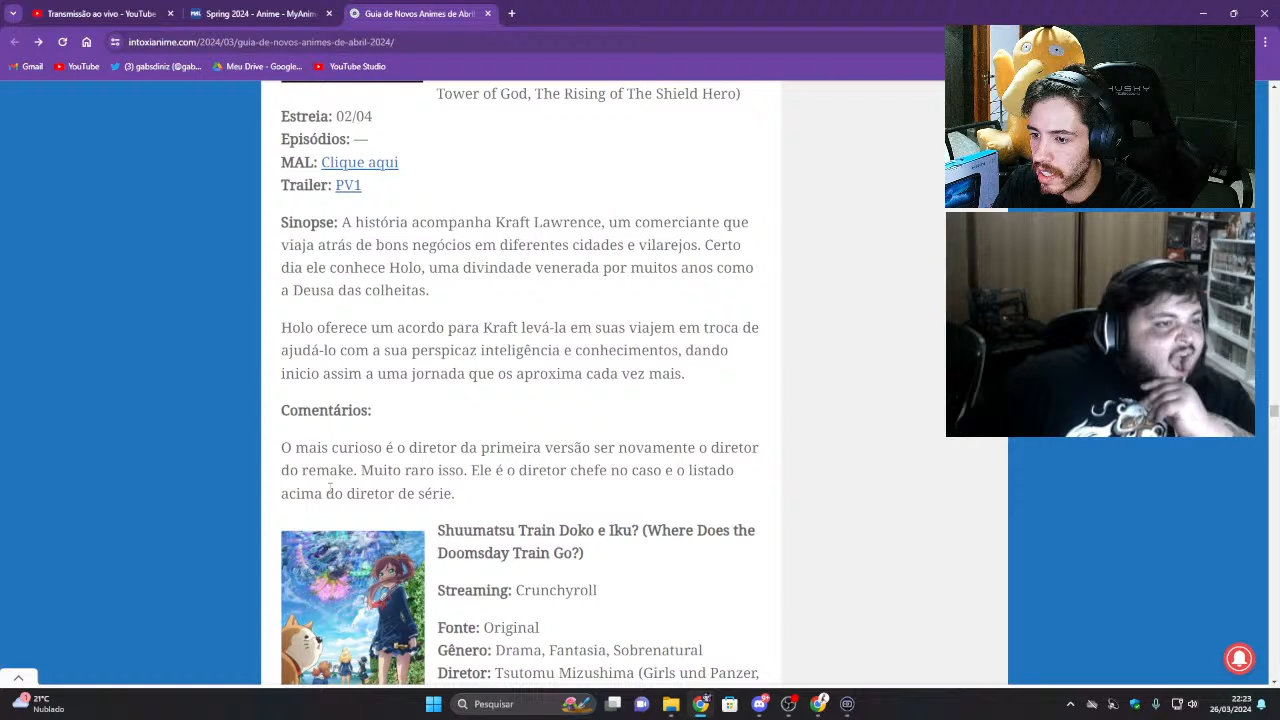 Transmissão ao vivo - YouTu
Spring 2024 - Anime -
Guia de Novos Animes de Abril
intoxianime.com/2024/03/guia-de-novos-animes-de-abril-2024/
Gmail YouTube (3) gabsdiniz (@gab... Meu Drive - Google... YouTube Studio
HUSKY
Tower of God, The Rising of The Shield Hero)
Estreia: 02/04
Episódios: —
MAL: Clique aqui
Trailer: PV1
Sinopse: A história acompanha Kraft Lawrence, um comerciante que
viaja atrás de bons negócios em diferentes cidades e vilarejos. Certo
dia ele conhece Holo, uma divindade venerada por muitos anos como
a Deusa das colheitas.
Holo oferece um acordo para Kraft levá-la em suas viajem em troca de
ajudá-lo com a sua perspicaz inteligência e conhecimentos, dando
inicio assim a uma jornada que os aproxima cada vez mais.
Comentários:
O mais curioso é o diretor da primeira versão ser novamente o diretor
do remake. Muito raro isso. Ele é o diretor chefe no caso e o listado
acima do diretor de série.
Shuumatsu Train Doko e Iku? (Where Does the
Doomsday Train Go?)
Streaming: Crunchyroll
Fonte: Original
Gênero: Drama, Fantasia, Sobrenatural
Diretor: Tsutomu Mizushima (Girls und Panzer,
21°C
Nublado
Pesquisar
22:23
26/03/2024